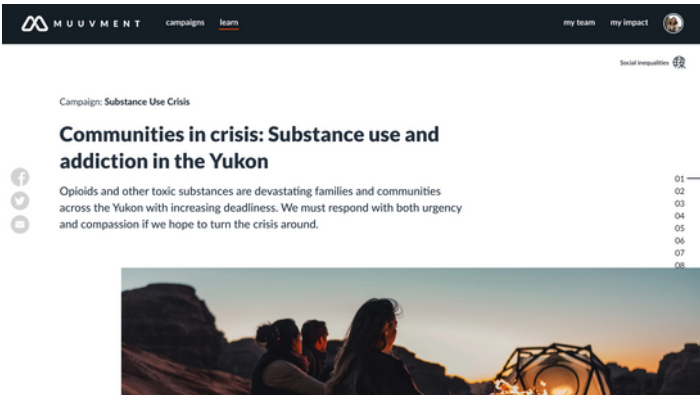 MUUVMENT campaigns learn my team my impact
Social inequalities
Campaign: Substance Use Crisis
Communities in crisis: Substance use and
addiction in the Yukon
Opioids and other toxic substances are devastating families and communities
across the Yukon with increasing deadliness. We must respond with both urgency
and compassion if we hope to turn the crisis around.
01
02
03
04
05
06
07
08